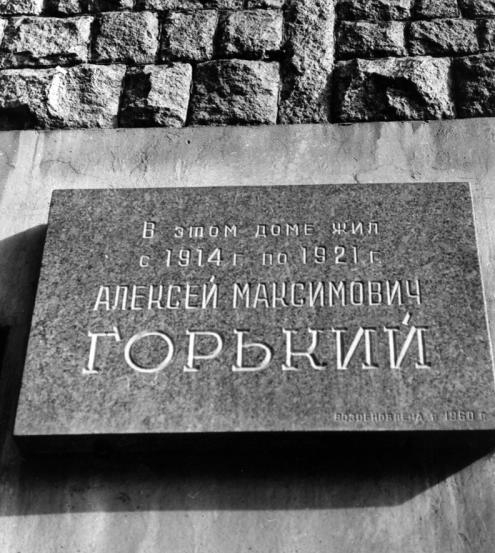 В этом доме жил
с 1914 г. по 1921 г.
АЛЕКСЕЙ МАКСИМОВИЧ
ГОРЬКИЙ
возобновлена в 1960 г.